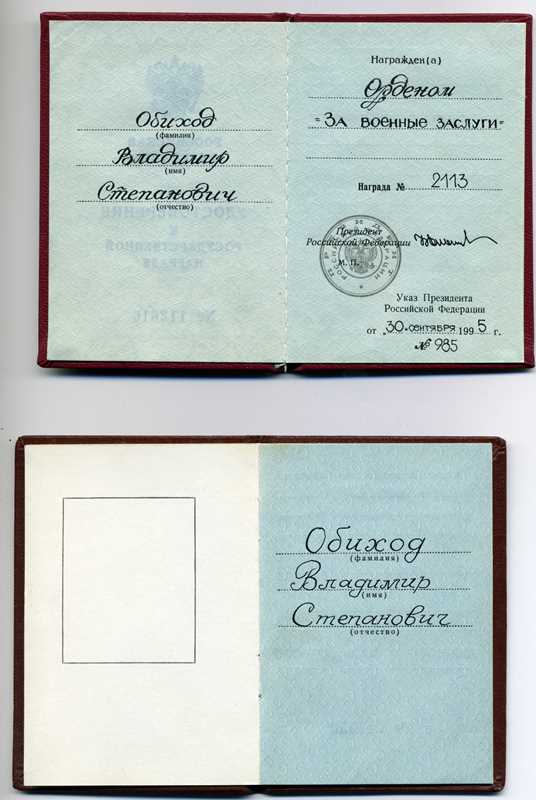 Обиход
(фамилия)
Владимир
(имя)
Степанович
(отчество)
Награжден(а)
Орденом
"За военные заслуги"
Награда № 2113
Президент
Российской Федерации
М. П.
Указ Президента
Российской Федерации
от „30" сентября 1995 г.
№ 985
Обиход
(фамилия)
Владимир
(имя)
Степанович
(отчество)